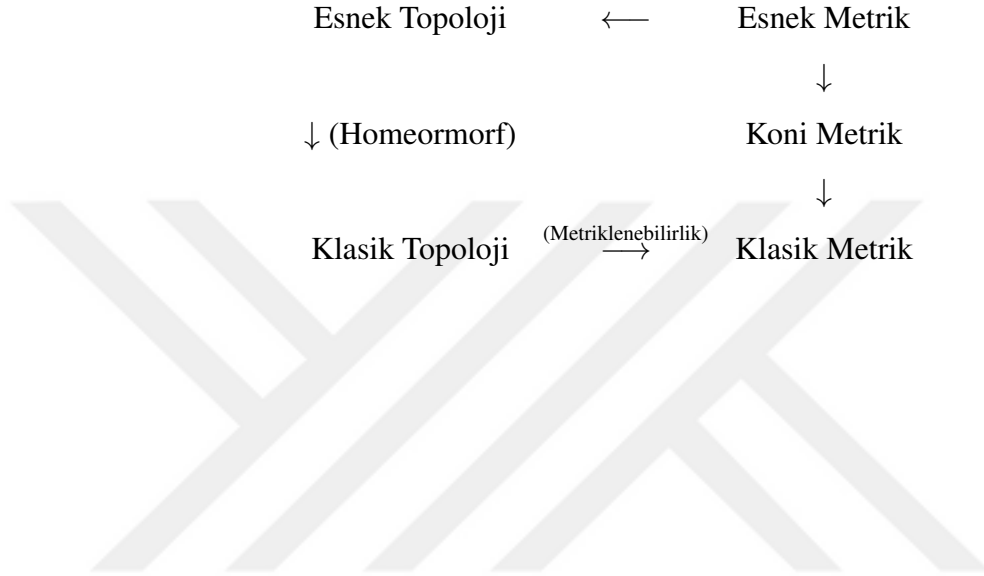 Esnek Topoloji ⟵ Esnek Metrik
↓
↓ (Homeormorf) Koni Metrik
↓
Klasik Topoloji (Metriklenebilirlik) ⟶ Klasik Metrik